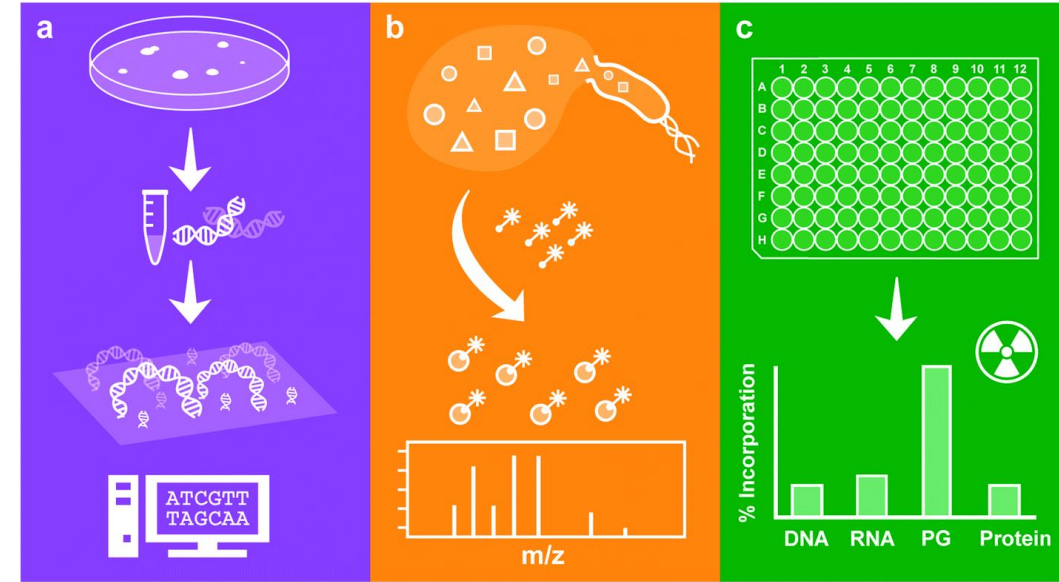 a
ATCGTT
TAGCAA
b
m/z
c
1 2 3 4 5 6 7 8 9 10 11 12
A
B
C
D
E
F
G
H
% Incorporation
DNA RNA PG Protein